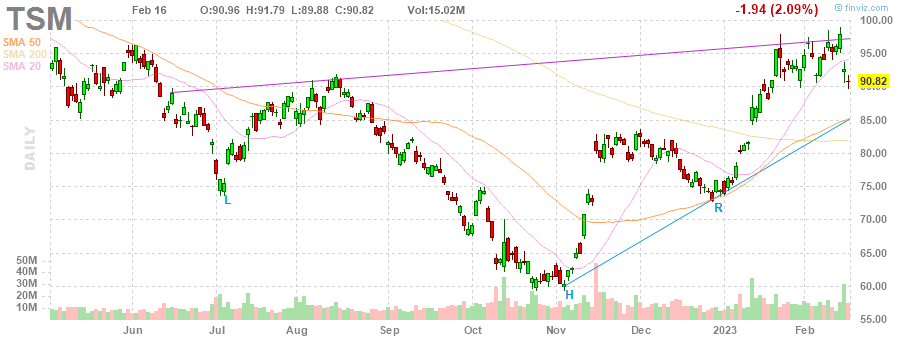 TSM
Feb 16 O:90.96 H:91.79 L:89.88 C:90.82 Vol:15.02M
-1.94 (2.09%)
© finviz.com
SMA 50
SMA 200
SMA 20
DAILY
100.00
95.00
90.82
85.00
80.00
75.00
70.00
65.00
60.00
55.00
L
H
R
50M
40M
30M
20M
10M
Jun Jul Aug Sep Oct Nov Dec 2023 Feb